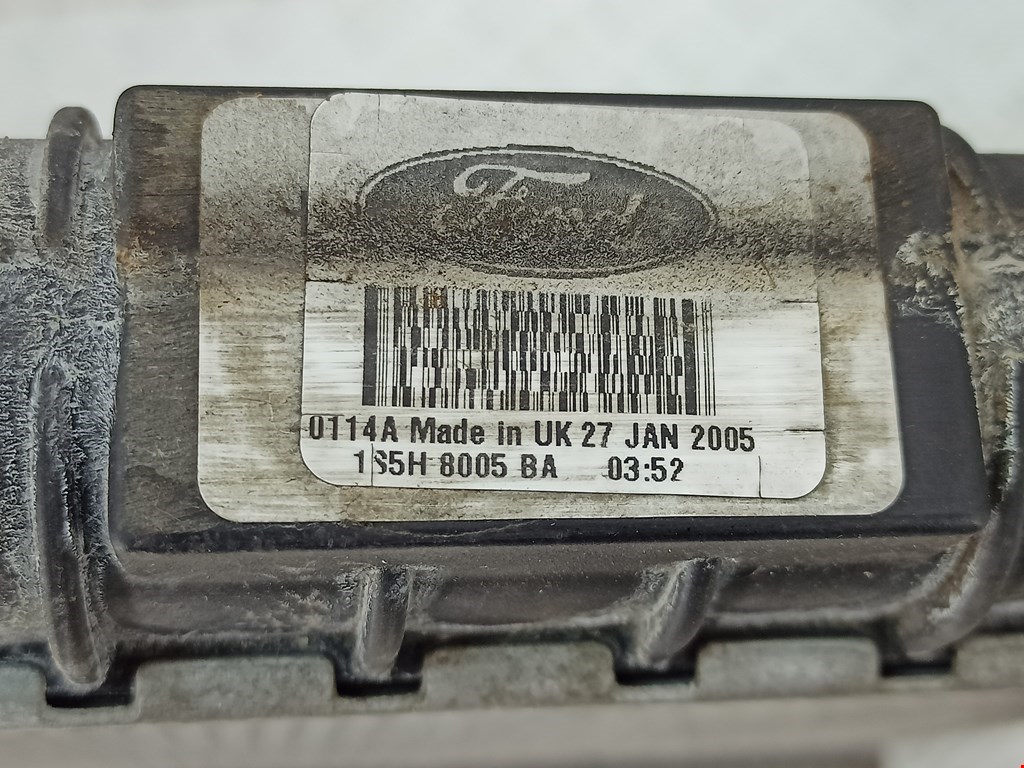 Ford
0114A Made in UK 27 JAN 2005
1S5H 8005 BA 03:52